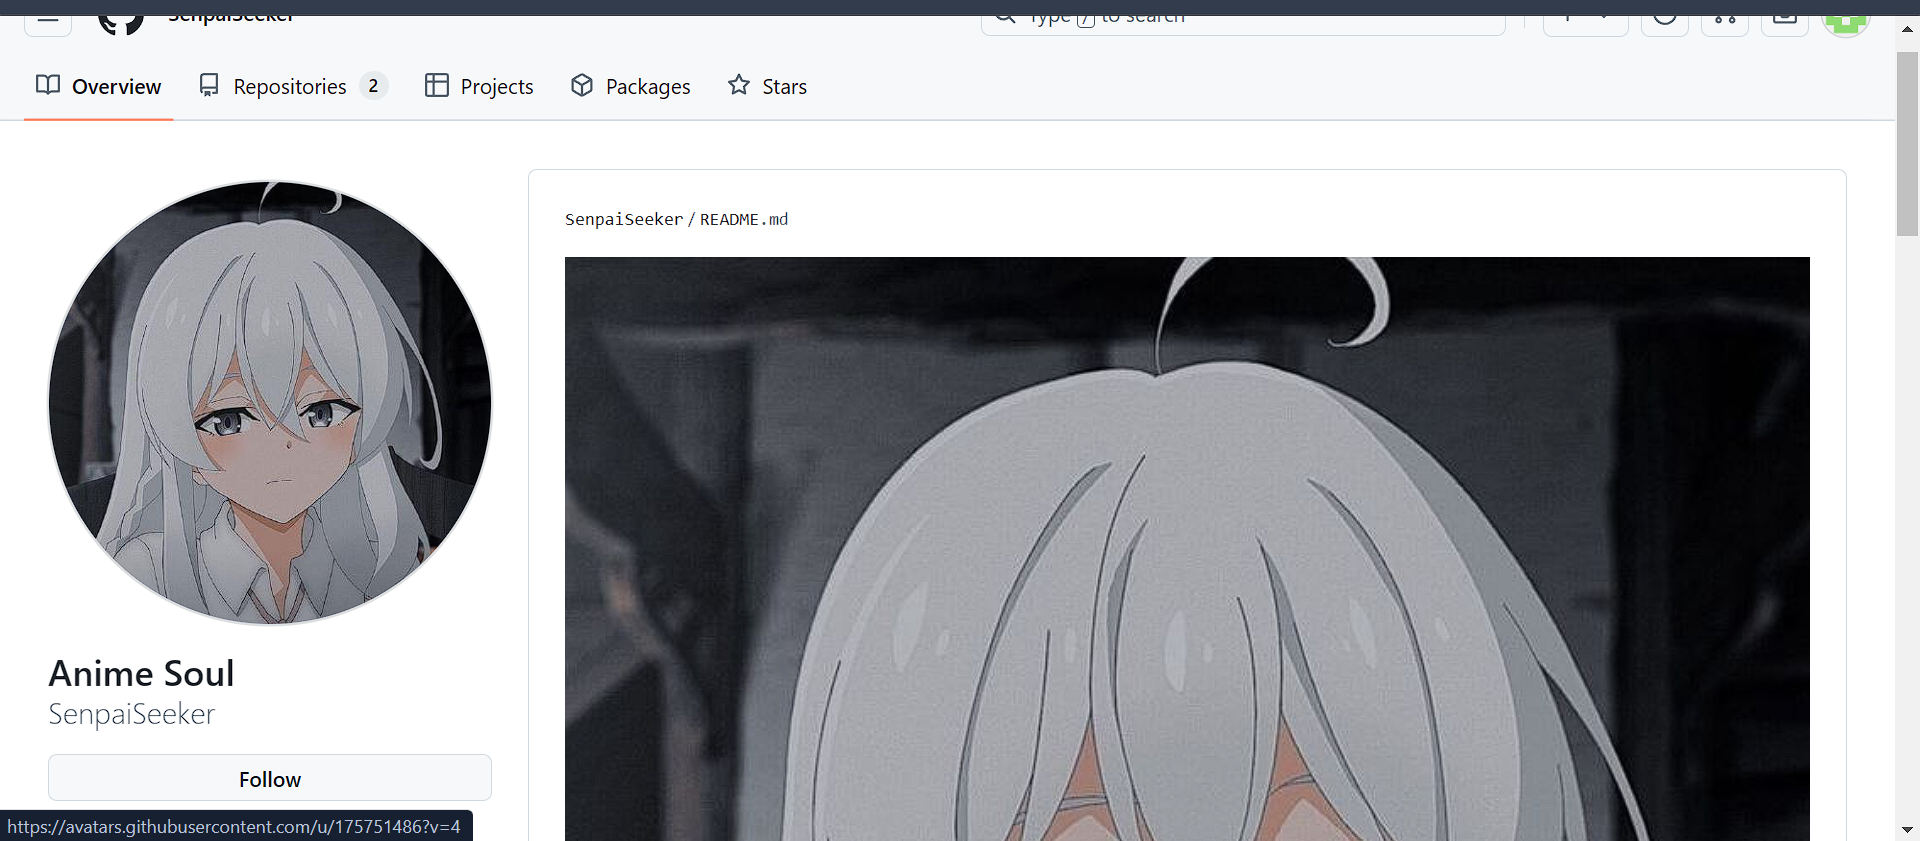 SenpaiSeeker
Type / to search
Overview
Repositories 2
Projects
Packages
Stars
SenpaiSeeker / README.md
Anime Soul
SenpaiSeeker
Follow
https://avatars.githubusercontent.com/u/175751486?v=4